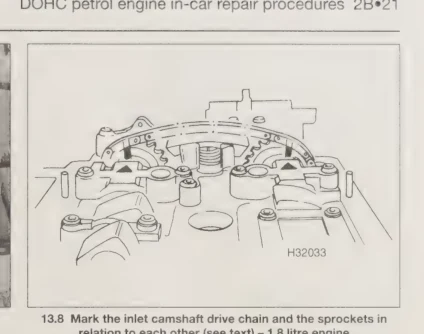 DOHC petrol engine in-car repair procedures 2B•21
H32033
13.8 Mark the inlet camshaft drive chain and the sprockets in
relation to each other (see text) – 1.8 litre engine